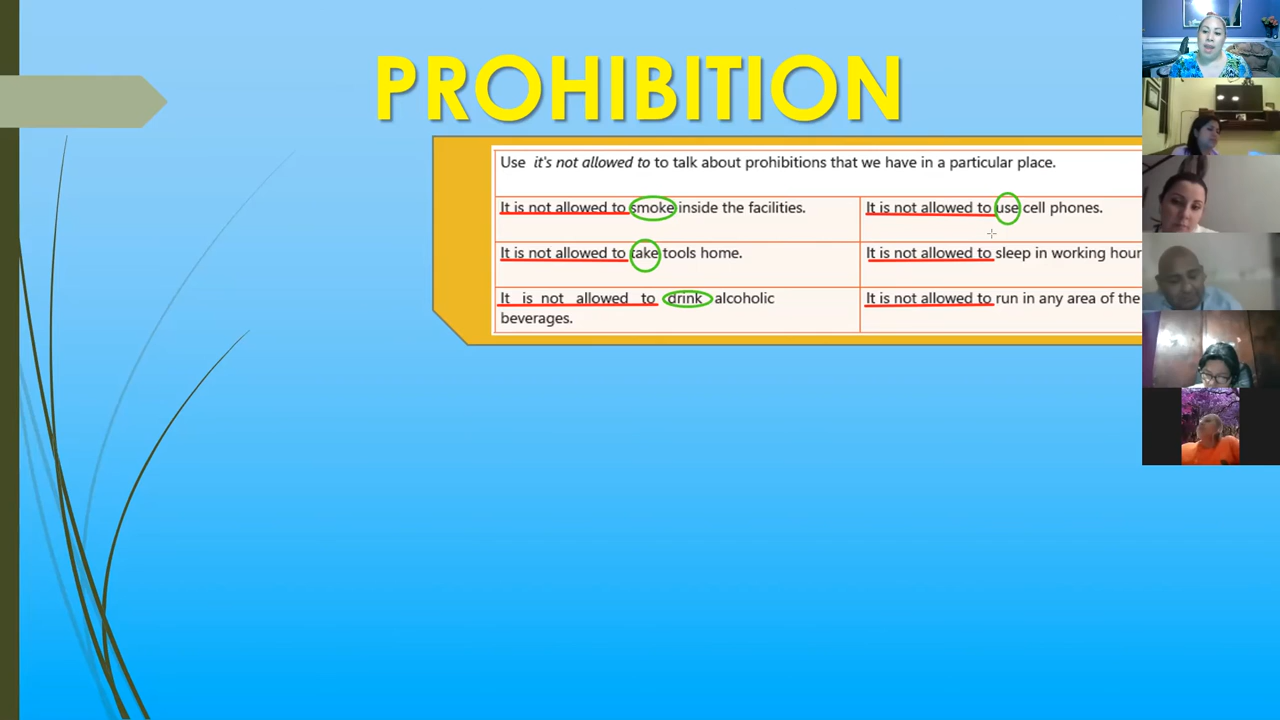 PROHIBITION
Use it's not allowed to to talk about prohibitions that we have in a particular place.
It is not allowed to smoke inside the facilities.
It is not allowed to use cell phones.
It is not allowed to take tools home.
It is not allowed to sleep in working hour
It is not allowed to drink alcoholic
beverages.
It is not allowed to run in any area of the